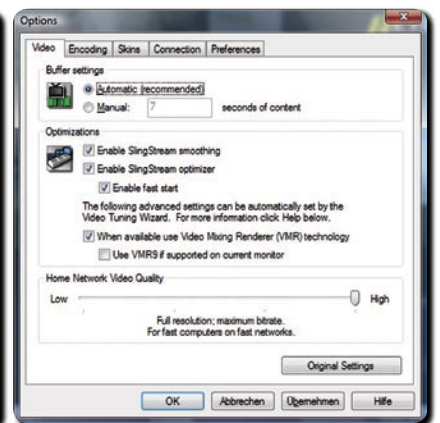 Options
Video Encoding Skins Connection Preferences
Buffer settings
Automatic (recommended)
Manual: 7 seconds of content
Optimizations
Enable SlingStream smoothing
Enable SlingStream optimizer
Enable fast start
The following advanced settings can be automatically set by the
Video Tuning Wizard. For more information click Help below.
When available use Video Mixing Renderer (VMR) technology
Use VMR9 if supported on current monitor
Home Network Video Quality
Low High
Full resolution; maximum bitrate.
For fast computers on fast networks.
Original Settings
OK Abbrechen Übernehmen Hilfe